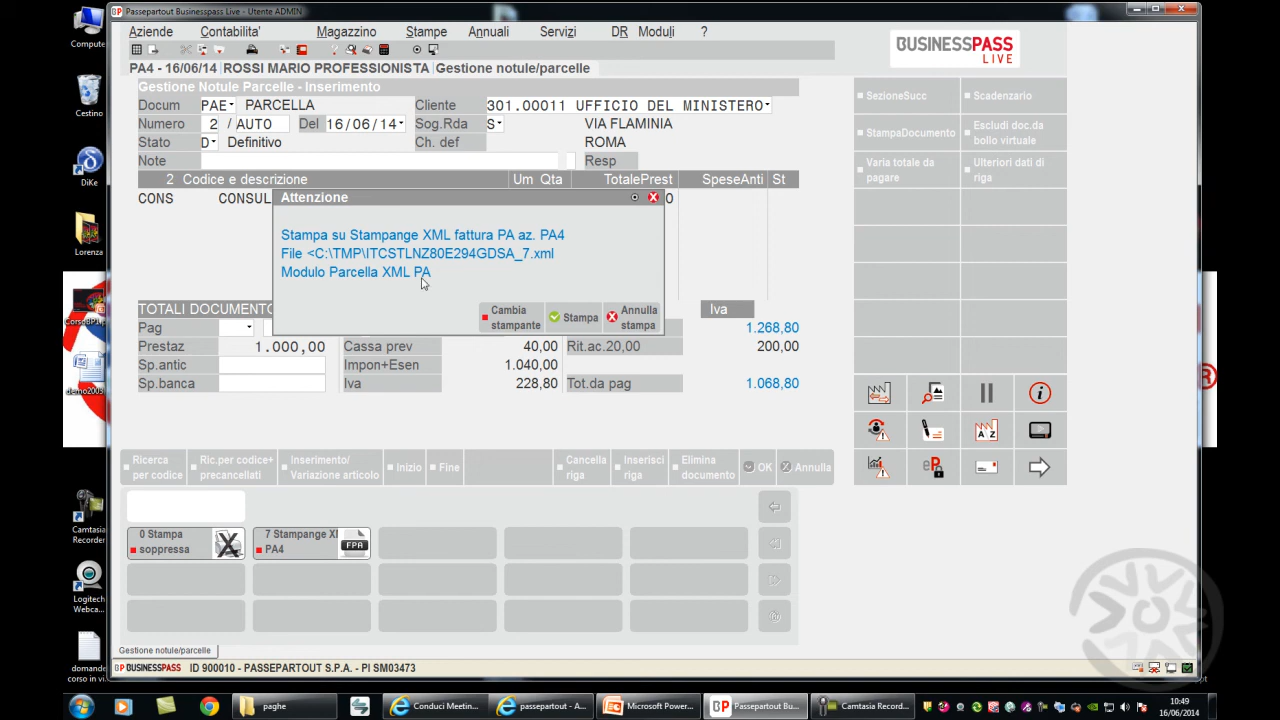 Passepartout Businesspass Live - Utente ADMIN
Aziende Contabilita' Magazzino Stampe Annuali Servizi DR Moduli ?
BUSINESSPASS
LIVE
PA4 - 16/06/14 ROSSI MARIO PROFESSIONISTA Gestione notule/parcelle
Gestione Notule Parcelle - Inserimento
Docum PAE PARCELLA Cliente 301.00011 UFFICIO DEL MINISTERO
Numero 2 / AUTO Del 16/06/14 Sog.Rda S VIA FLAMINIA
Stato D Definitivo Ch. def ROMA
Note Resp
2 Codice e descrizione Um Qta TotalePrest SpeseAnti St
CONS CONSUL 0
Attenzione
Stampa su Stampange XML fattura PA az. PA4
File <C:\TMP\ITCSTLNZ80E294GDSA_7.xml
Modulo Parcella XML PA
Cambia stampante
Stampa
Annulla stampa
TOTALI DOCUMENTO Iva
Pag 1.268,80
Prestaz 1.000,00 Cassa prev 40,00 Rit.ac.20,00 200,00
Sp.antic Impon+Esen 1.040,00
Sp.banca Iva 228,80 Tot.da pag 1.068,80
SezioneSucc
Scadenzario
StampaDocumento
Escludi doc.da
bollo virtuale
Varia totale da
pagare
Ulteriori dati di
riga
Ricerca
per codice
Ric.per codice+
precancellati
Inserimento/
Variazione articolo
Inizio
Fine
Cancella
riga
Inserisci
riga
Elimina
documento
OK
Annulla
0 Stampa
soppressa
7 Stampange XI
PA4
FPA
Gestione notule/parcelle
BUSINESSPASS ID 900010 - PASSEPARTOUT S.P.A. - PI SM03473
Compute
Cestino
DiKe
Lorenza
CorsoBP1
demo2009
Camtasia
Recorder
Logitech
Webca...
domande
corso in vi
paghe
Conduci Meetin...
passepartout - A...
Microsoft Power...
Passepartout Bu...
Camtasia Record...
10:49
16/06/2014